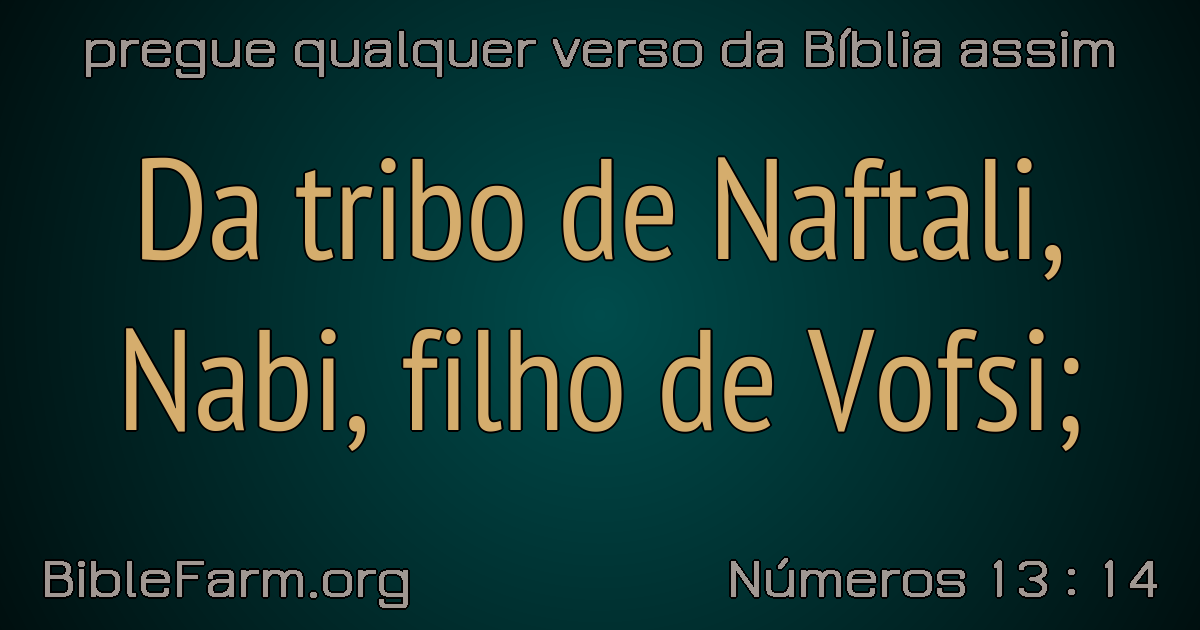 pregue qualquer verso da Bíblia assim
Da tribo de Naftali,
Nabi, filho de Vofsi;
BibleFarm.org
Números 13 : 14